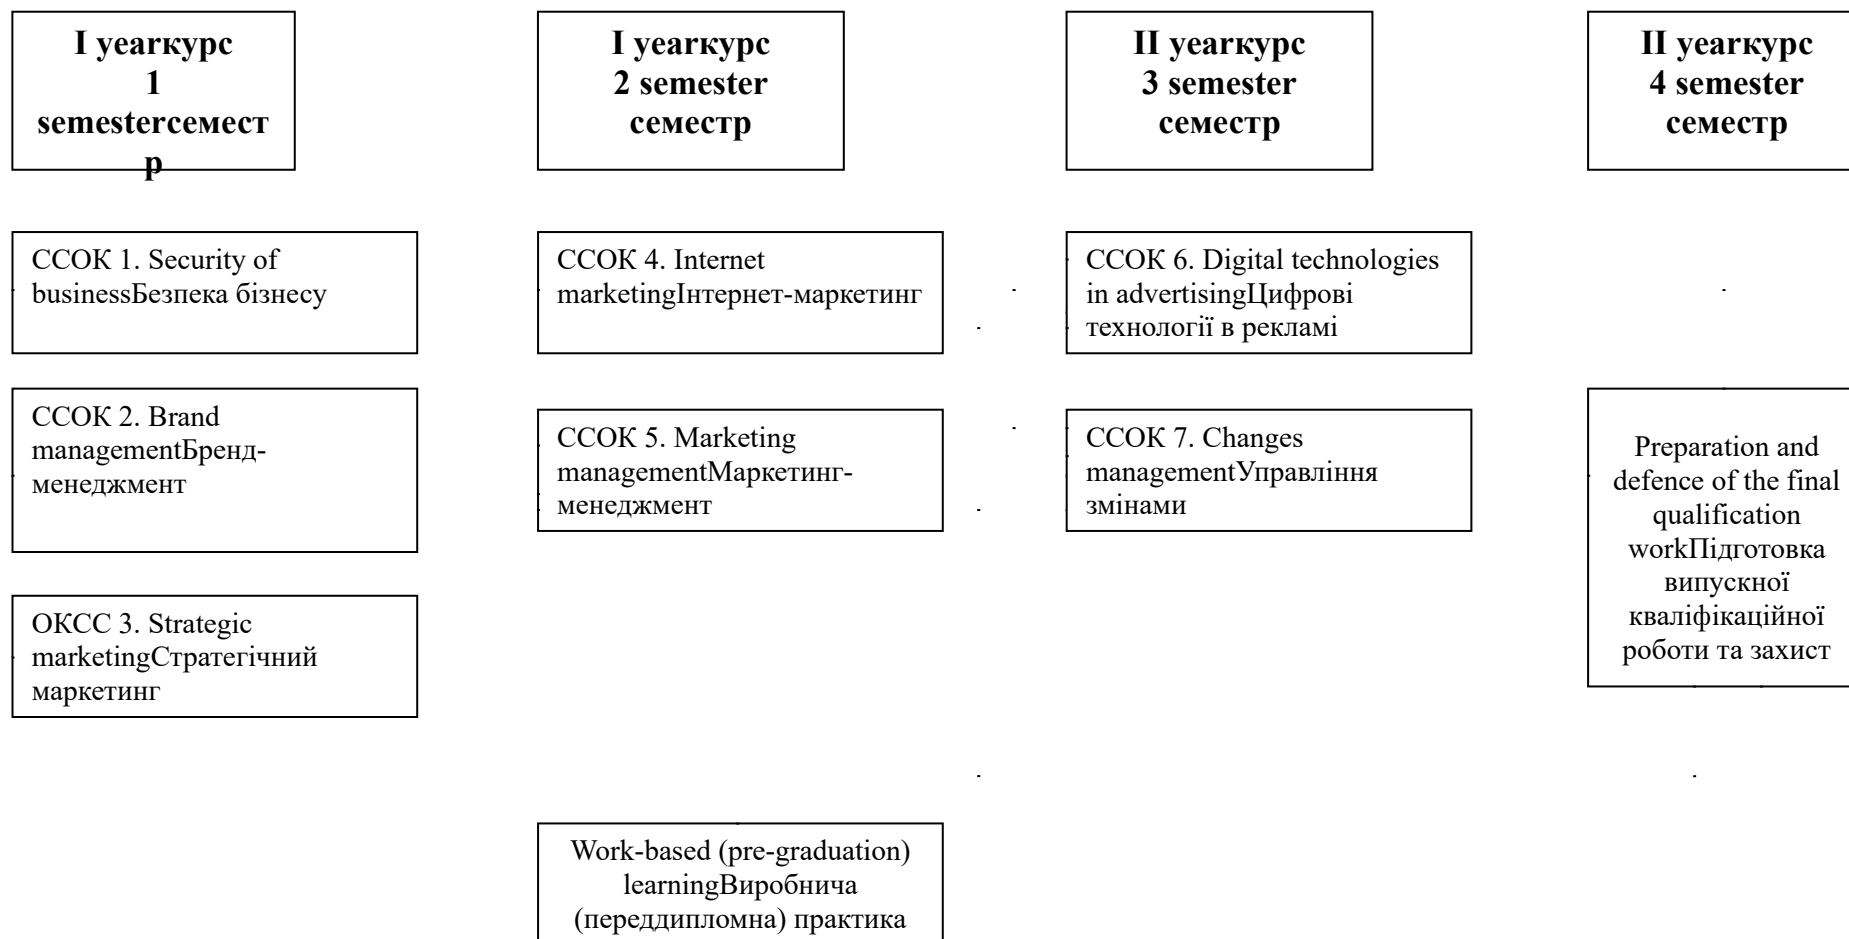 I yearкурс
1
semesterсемест
р
I yearкурс
2 semester
семестр
II yearкурс
3 semester
семестр
II yearкурс
4 semester
семестр
ССОК 1. Security of
businessБезпека бізнесу
ССОК 2. Brand
managementБренд-
менеджмент
ОКСС 3. Strategic
marketingСтратегічний
маркетинг
ССОК 4. Internet
marketingІнтернет-маркетинг
ССОК 5. Marketing
managementМаркетинг-
менеджмент
Work-based (pre-graduation)
learningВиробнича
(переддипломна) практика
ССОК 6. Digital technologies
in advertisingЦифрові
технології в рекламі
ССОК 7. Changes
managementУправління
змінами
Preparation and
defence of the final
qualification
workПідготовка
випускної
кваліфікаційної
роботи та захист